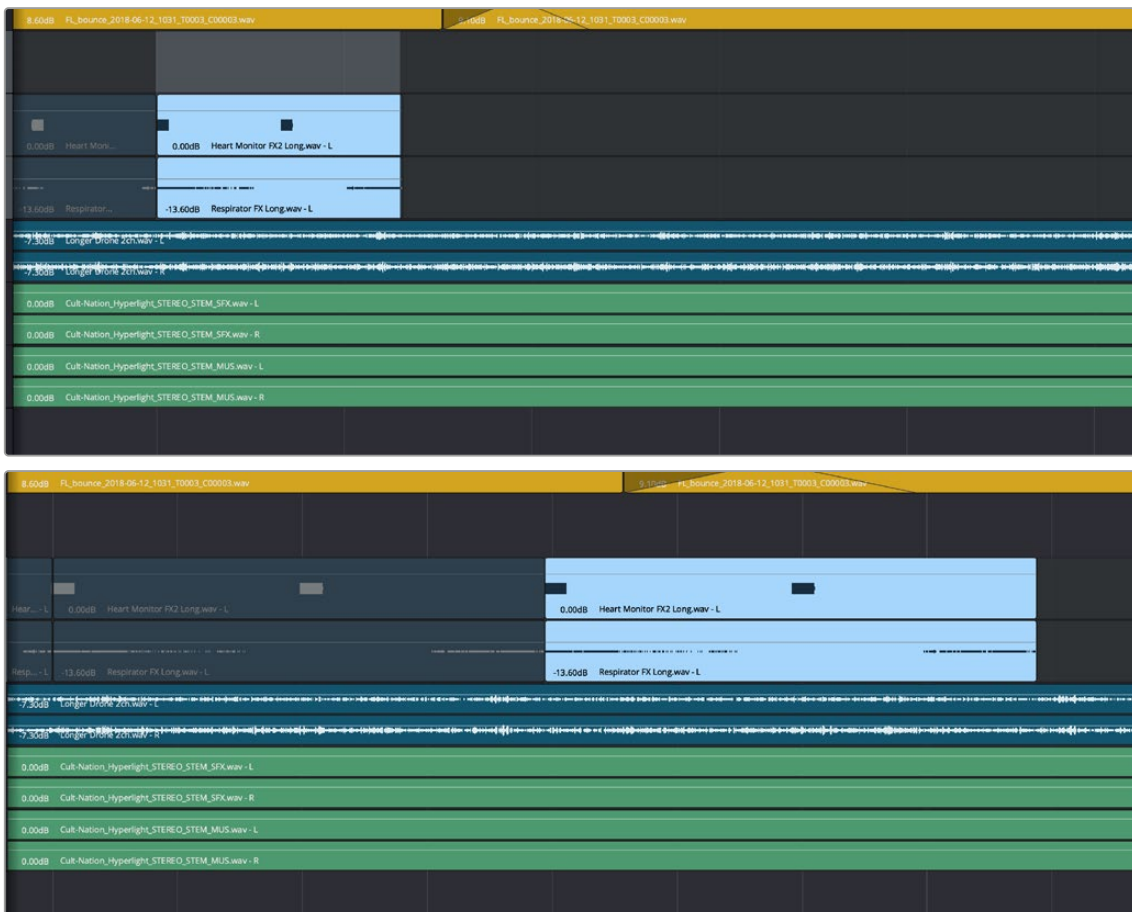 8.60dB FL_bounce_2018-06-12_1031_T0003_C00003.wav 9.10dB FL_bounce_2018-06-12_1031_T0003_C00003.wav
0.00dB Heart Moni... 0.00dB Heart Monitor FX2 Long.wav - L
-13.60dB Respirator... -13.60dB Respirator FX Long.wav - L
-7.30dB Longer Drone 2ch.wav - L
-7.30dB Longer Drone 2ch.wav - R
0.00dB Cult-Nation_Hyperlight_STEREO_STEM_SFX.wav - L
0.00dB Cult-Nation_Hyperlight_STEREO_STEM_SFX.wav - R
0.00dB Cult-Nation_Hyperlight_STEREO_STEM_MUS.wav - L
0.00dB Cult-Nation_Hyperlight_STEREO_STEM_MUS.wav - R
8.60dB FL_bounce_2018-06-12_1031_T0003_C00003.wav 9.10dB FL_bounce_2018-06-12_1031_T0003_C00003.wav
Hear... - L 0.00dB Heart Monitor FX2 Long.wav - L 0.00dB Heart Monitor FX2 Long.wav - L
Resp... - L -13.60dB Respirator FX Long.wav - L -13.60dB Respirator FX Long.wav - L
-7.30dB Longer Drone 2ch.wav - L
-7.30dB Longer Drone 2ch.wav - R
0.00dB Cult-Nation_Hyperlight_STEREO_STEM_SFX.wav - L
0.00dB Cult-Nation_Hyperlight_STEREO_STEM_SFX.wav - R
0.00dB Cult-Nation_Hyperlight_STEREO_STEM_MUS.wav - L
0.00dB Cult-Nation_Hyperlight_STEREO_STEM_MUS.wav - R